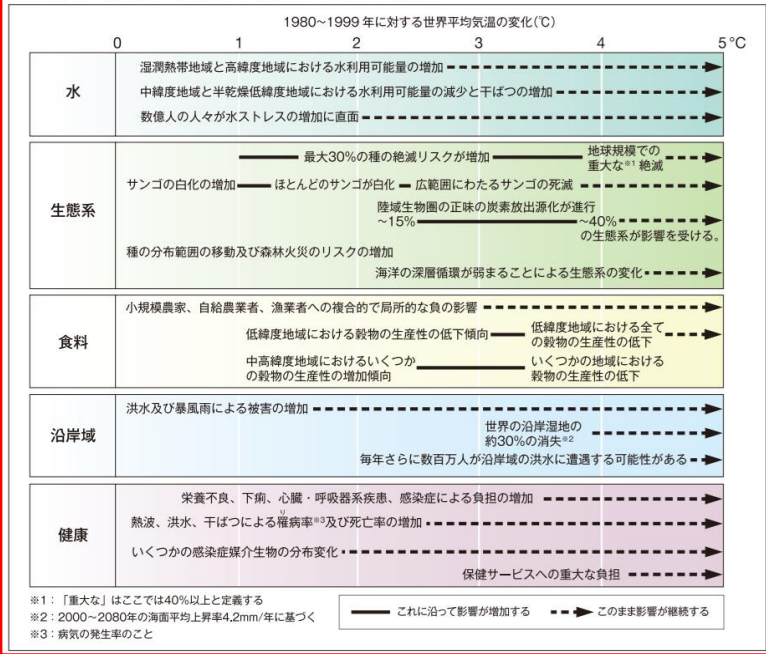 1980〜1999年に対する世界平均気温の変化(℃)
0 1 2 3 4 5℃
水
湿潤熱帯地域と高緯度地域における水利用可能量の増加
中緯度地域と半乾燥低緯度地域における水利用可能量の減少と干ばつの増加
数億人の人々が水ストレスの増加に直面
生態系
最大30%の種の絶滅リスクが増加
地球規模での
重大な※1 絶滅
サンゴの白化の増加 ほとんどのサンゴが白化 広範囲にわたるサンゴの死滅
陸域生物圏の正味の炭素放出源化が進行
〜15% 〜40%
の生態系が影響を受ける。
種の分布範囲の移動及び森林火災のリスクの増加
海洋の深層循環が弱まることによる生態系の変化
食料
小規模農家、自給農業者、漁業者への複合的で局所的な負の影響
低緯度地域における穀物の生産性の低下傾向
低緯度地域における全て
の穀物の生産性の低下
中高緯度地域におけるいくつか
の穀物の生産性の増加傾向
いくつかの地域における
穀物の生産性の低下
沿岸域
洪水及び暴風雨による被害の増加
世界の沿岸湿地の
約30%の消失※2
毎年さらに数百万人が沿岸域の洪水に遭遇する可能性がある
健康
栄養不良、下痢、心臓・呼吸器系疾患、感染症による負担の増加
り
熱波、洪水、干ばつによる罹病率※3及び死亡率の増加
いくつかの感染症媒介生物の分布変化
保健サービスへの重大な負担
※1：「重大な」はここでは40%以上と定義する
※2：2000〜2080年の海面平均上昇率4.2mm/年に基づく
※3：病気の発生率のこと
これに沿って影響が増加する このまま影響が継続する